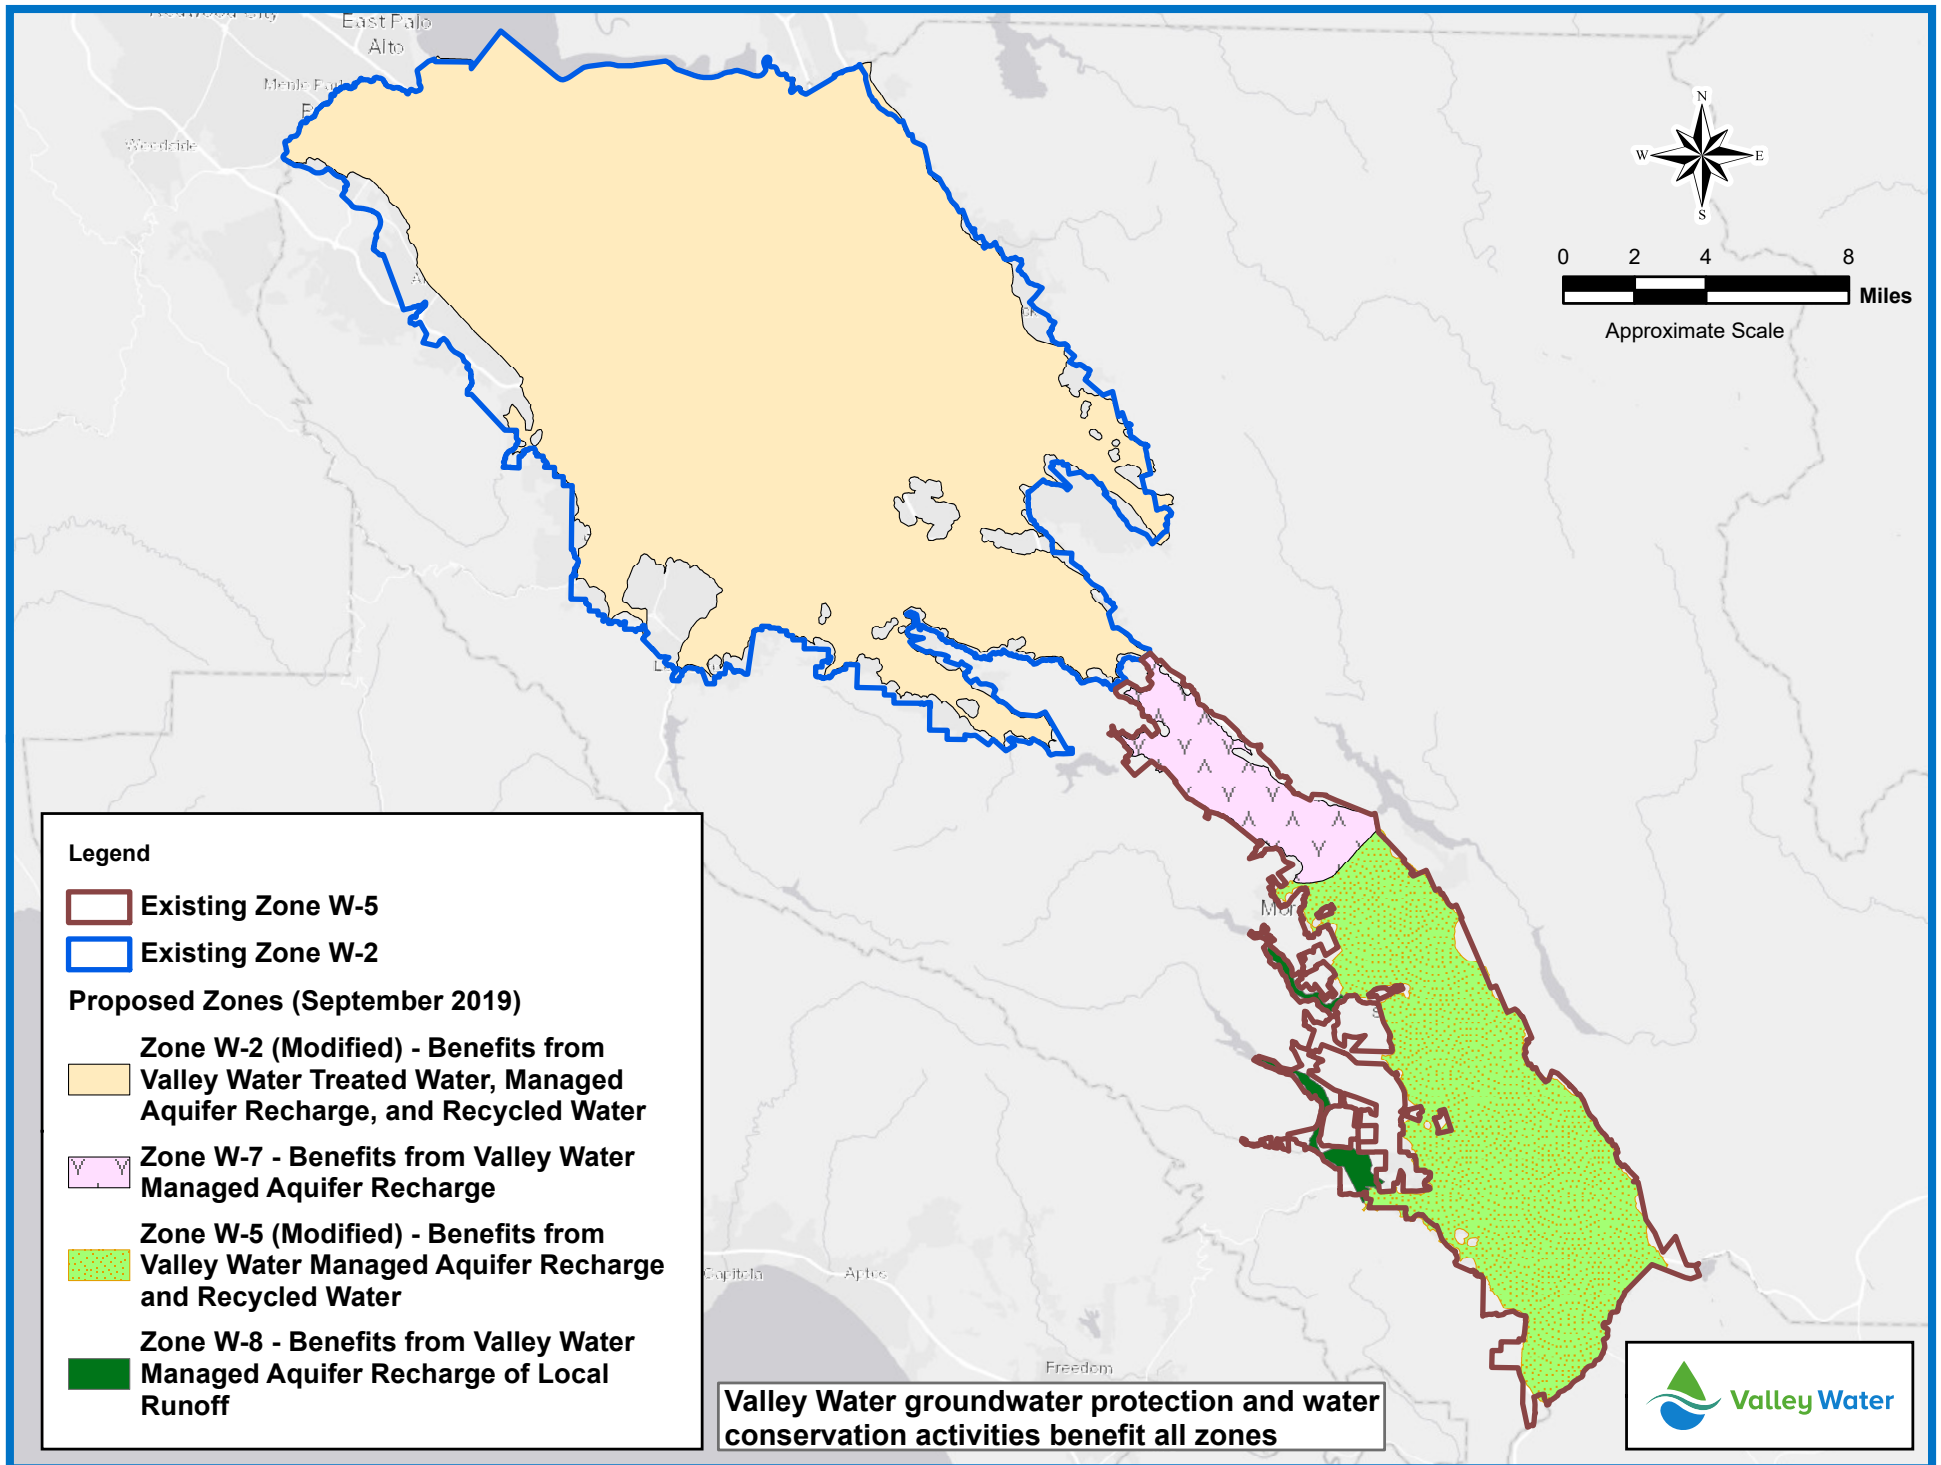 East Palo
Alto
Woodside
N
W
E
S
0 2 4 8
Miles
Approximate Scale
Legend
Existing Zone W-5
Existing Zone W-2
Proposed Zones (September 2019)
Zone W-2 (Modified) - Benefits from
Valley Water Treated Water, Managed
Aquifer Recharge, and Recycled Water
Zone W-7 - Benefits from Valley Water
Managed Aquifer Recharge
Zone W-5 (Modified) - Benefits from
Valley Water Managed Aquifer Recharge
and Recycled Water
Zone W-8 - Benefits from Valley Water
Managed Aquifer Recharge of Local
Runoff
Mor
Capitola
Aptos
Freedom
Valley Water groundwater protection and water
conservation activities benefit all zones
Valley Water